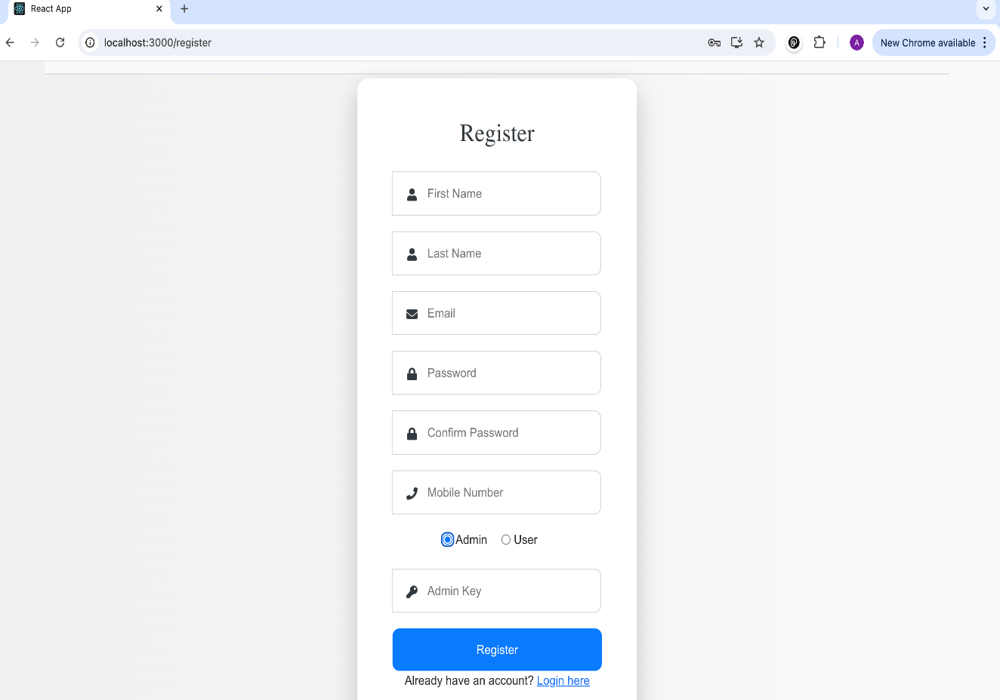 React App
localhost:3000/register
A
New Chrome available
Register
First Name
Last Name
Email
Password
Confirm Password
Mobile Number
Admin User
Admin Key
Register
Already have an account? Login here